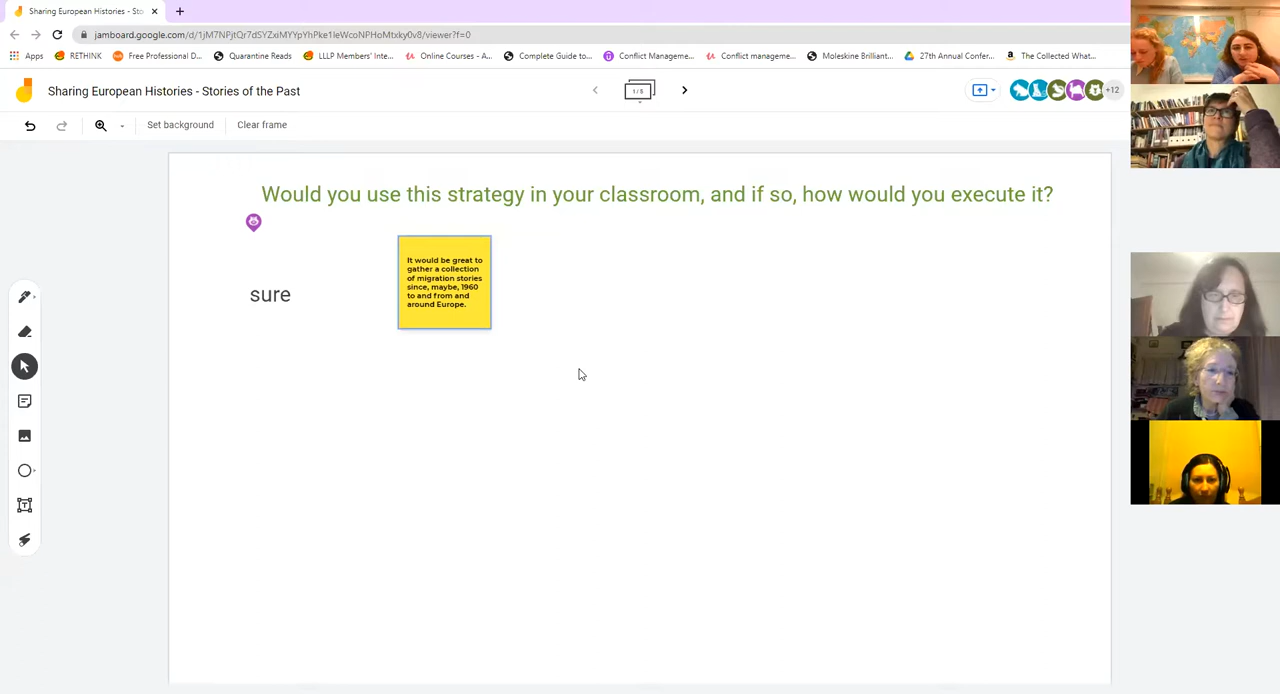 Sharing European Histories - Sto
jamboard.google.com/d/1jM7NPjtQr7dSYZxiMYYpYhPke1IeWcoNPHoMtxky0v8/viewer?f=0
Apps
RETHINK
Free Professional D...
Quarantine Reads
LLLP Members' Inte...
Online Courses - A...
Complete Guide to...
Conflict Manageme...
Conflict manageme...
Moleskine Brilliant...
27th Annual Confer...
The Collected What...
Sharing European Histories - Stories of the Past
1 / 5
+12
Set background
Clear frame
Would you use this strategy in your classroom, and if so, how would you execute it?
sure
It would be great to
gather a collection
of migration stories
since, maybe, 1960
to and from and
around Europe.